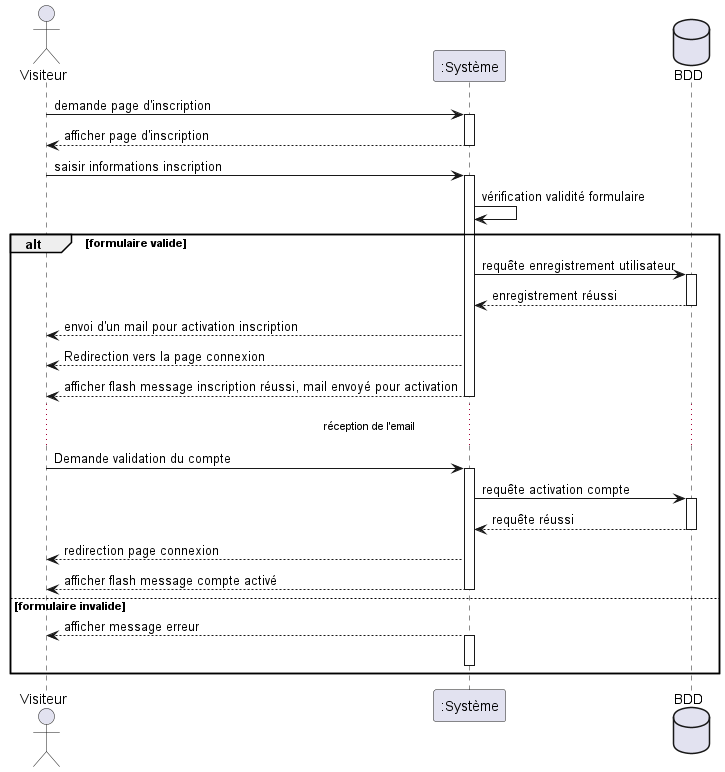 Visiteur
:Système
BDD
demande page d'inscription
afficher page d'inscription
saisir informations inscription
vérification validité formulaire
alt [formulaire valide]
requête enregistrement utilisateur
enregistrement réussi
envoi d'un mail pour activation inscription
Redirection vers la page connexion
afficher flash message inscription réussi, mail envoyé pour activation
réception de l'email
Demande validation du compte
requête activation compte
requête réussi
redirection page connexion
afficher flash message compte activé
[formulaire invalide]
afficher message erreur
Visiteur
:Système
BDD